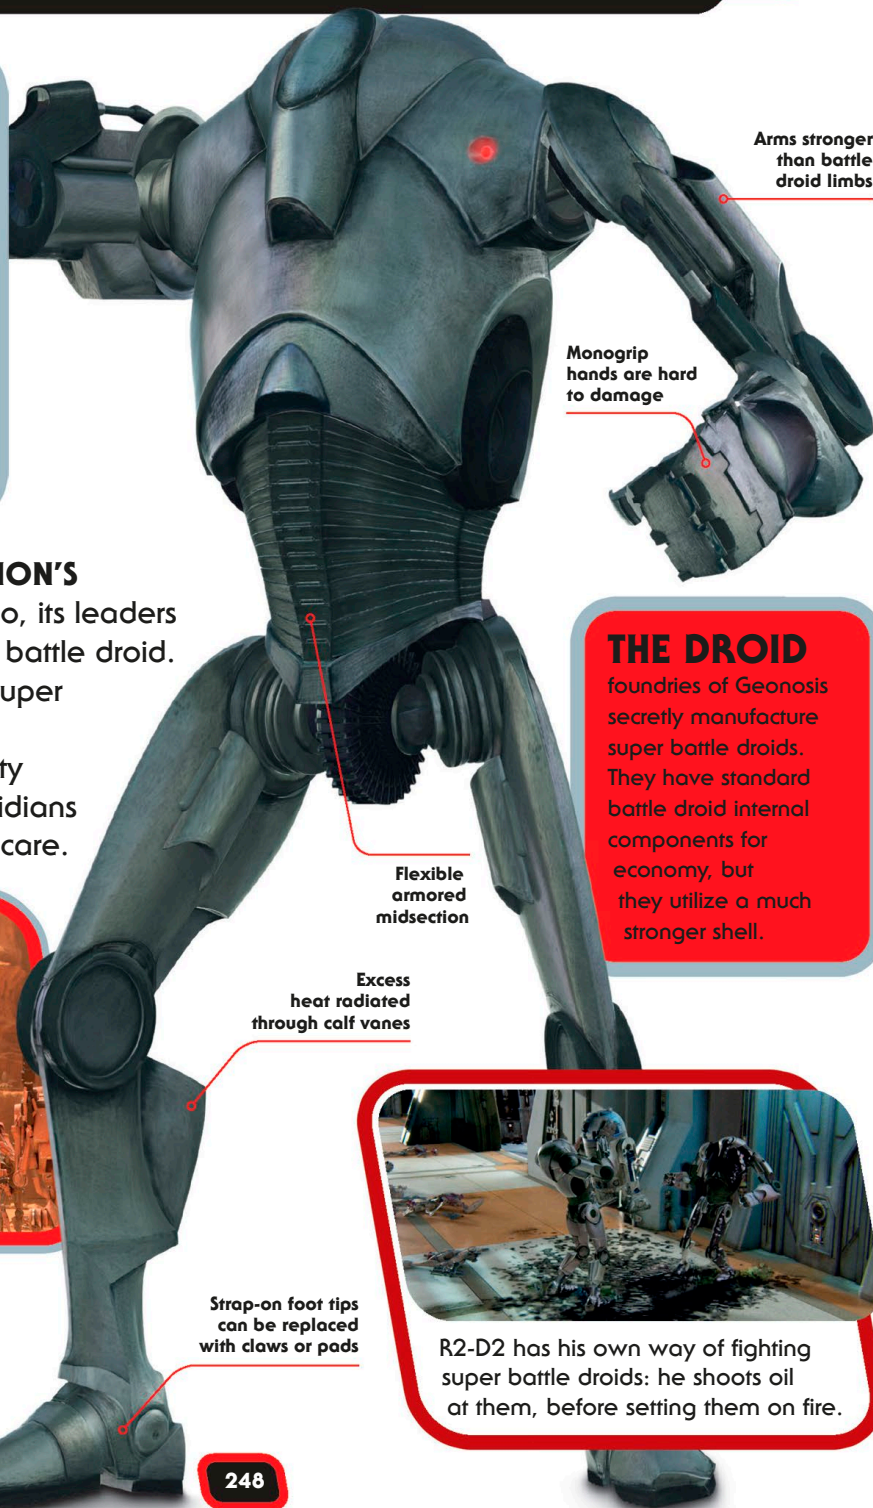 Arms stronger
than battle
droid limbs
Monogrip
hands are hard
to damage
ION'S
o, its leaders
battle droid.
uper
ty
idians
care.
THE DROID
foundries of Geonosis
secretly manufacture
super battle droids.
They have standard
battle droid internal
components for
economy, but
they utilize a much
stronger shell.
Flexible
armored
midsection
Excess
heat radiated
through calf vanes
Strap-on foot tips
can be replaced
with claws or pads
R2-D2 has his own way of fighting
super battle droids: he shoots oil
at them, before setting them on fire.
248